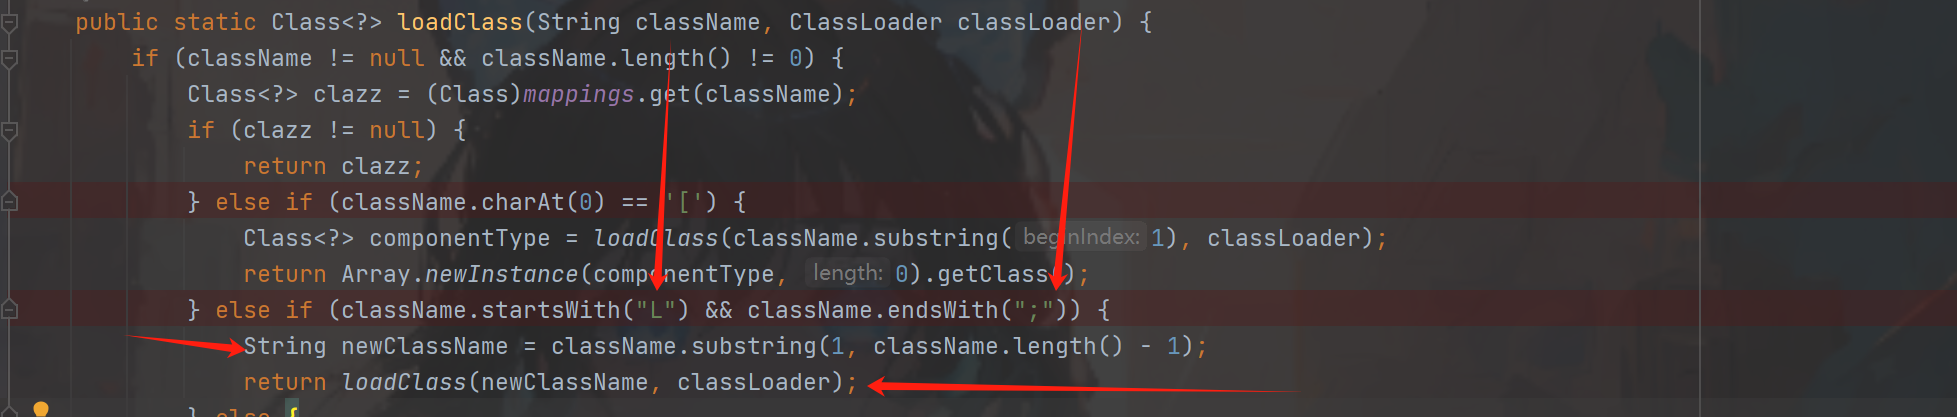 public static Class<?> loadClass(String className, ClassLoader classLoader) {
if (className != null && className.length() != 0) {
Class<?> clazz = (Class)mappings.get(className);
if (clazz != null) {
return clazz;
} else if (className.charAt(0) == '[') {
Class<?> componentType = loadClass(className.substring( beginIndex: 1), classLoader);
return Array.newInstance(componentType, length: 0).getClass();
} else if (className.startsWith("L") && className.endsWith(";")) {
String newClassName = className.substring(1, className.length() - 1);
return loadClass(newClassName, classLoader);
} else {